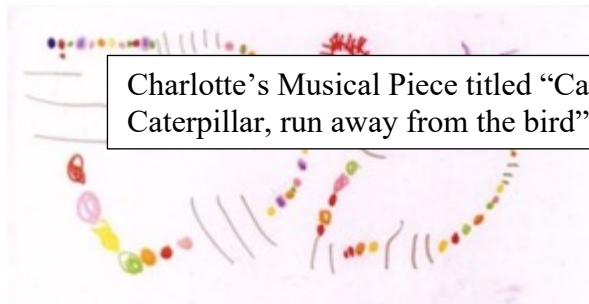 Charlotte’s Musical Piece titled “Ca
Caterpillar, run away from the bird”